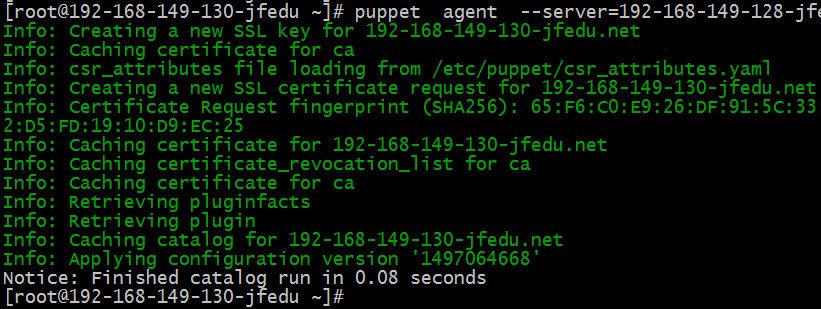 [root@192-168-149-130-jfedu ~]# puppet  agent  --server=192-168-149-128-jfe
Info: Creating a new SSL key for 192-168-149-130-jfedu.net
Info: Caching certificate for ca
Info: csr_attributes file loading from /etc/puppet/csr_attributes.yaml
Info: Creating a new SSL certificate request for 192-168-149-130-jfedu.net
Info: Certificate Request fingerprint (SHA256): 65:F6:C0:E9:26:DF:91:5C:33
2:D5:FD:19:10:D9:EC:25
Info: Caching certificate for 192-168-149-130-jfedu.net
Info: Caching certificate_revocation_list for ca
Info: Caching certificate for ca
Info: Retrieving pluginfacts
Info: Retrieving plugin
Info: Caching catalog for 192-168-149-130-jfedu.net
Info: Applying configuration version '1497064668'
Notice: Finished catalog run in 0.08 seconds
[root@192-168-149-130-jfedu ~]#